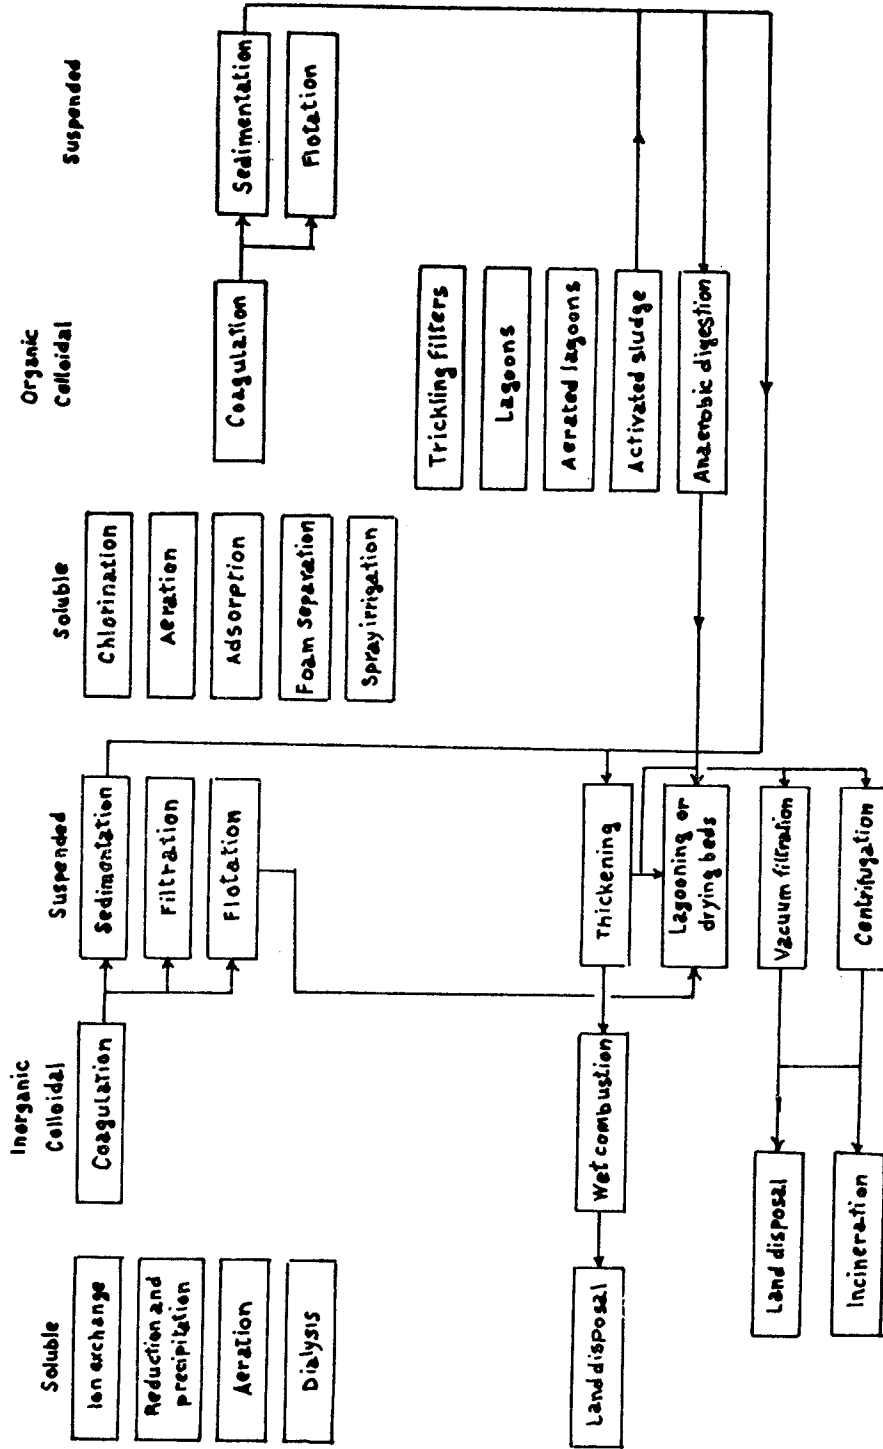 Inorganic
Organic
Soluble
Colloidal
Suspended
Soluble
Colloidal
Suspended
Ion exchange
Reduction and
precipitation
Aeration
Dialysis
Coagulation
Sedimentation
Filtration
Flotation
Chlorination
Aeration
Adsorption
Foam separation
Spray irrigation
Coagulation
Sedimentation
Flotation
Trickling filters
Lagoons
Aerated lagoons
Activated sludge
Anaerobic digestion
Land disposal
Wet combustion
Thickening
Lagooning or
drying beds
Vacuum filtration
Centrifugation
Land disposal
Incineration